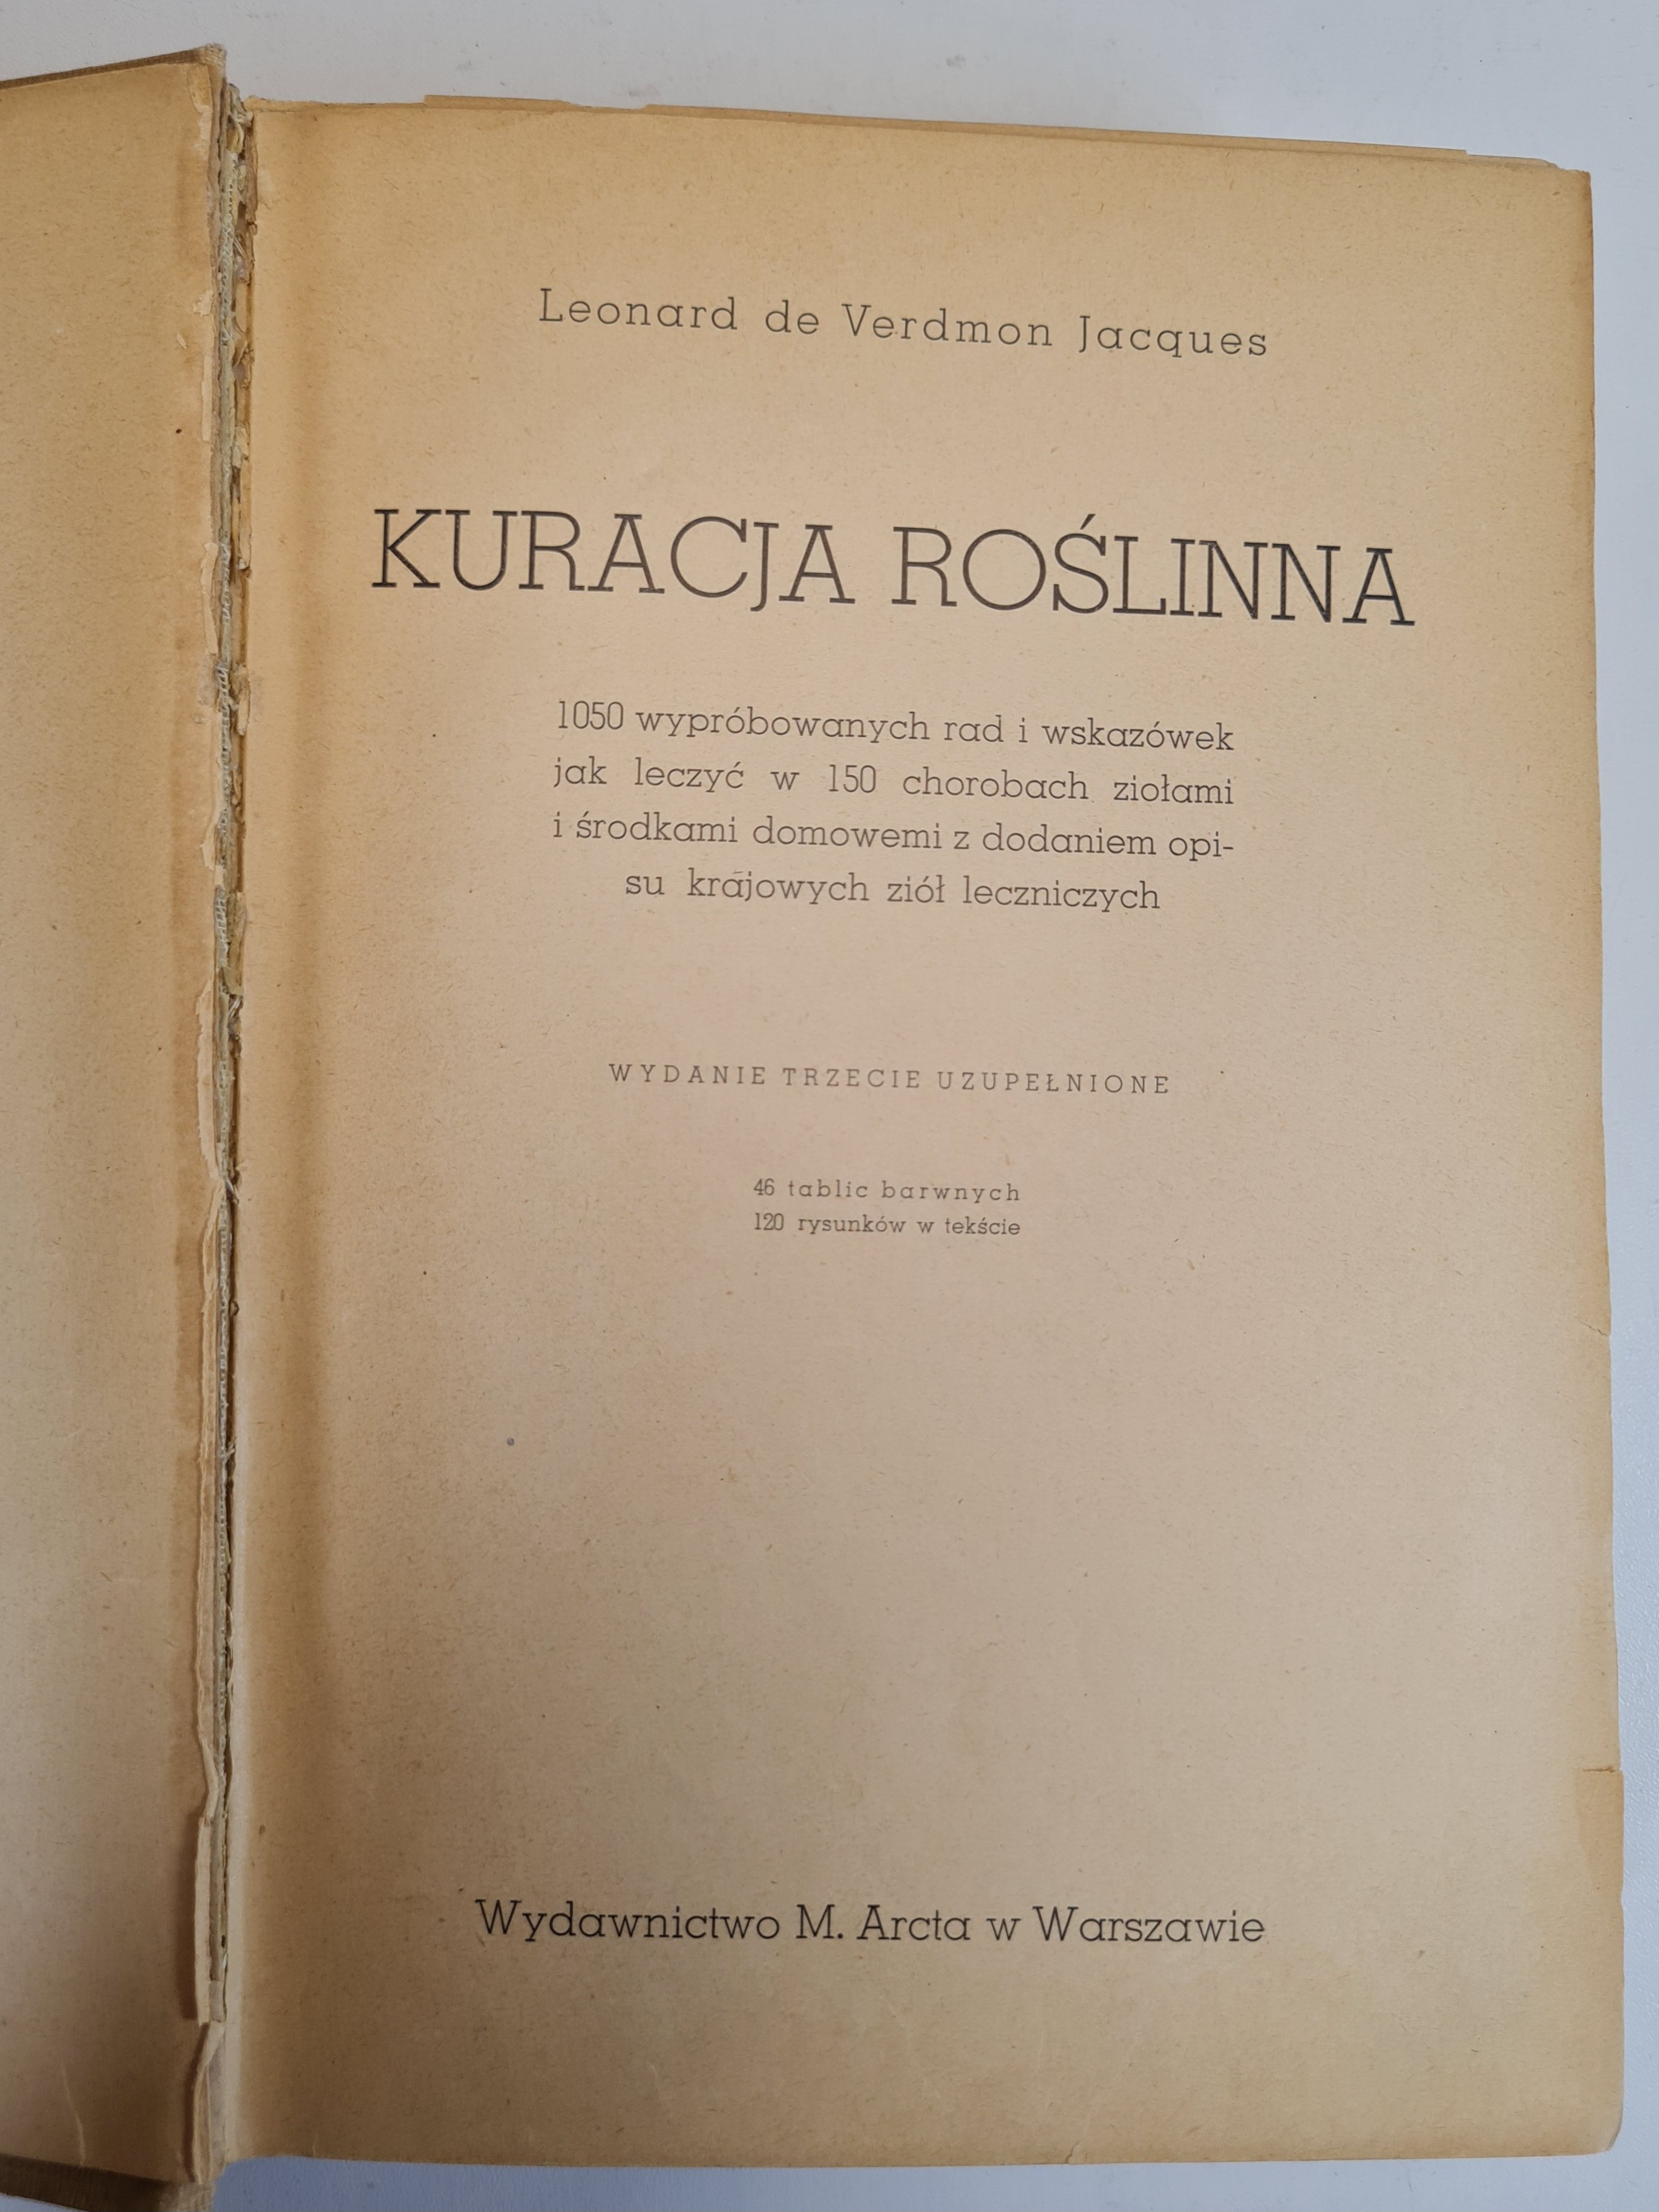 Leonard de Verdmon Jacques
KURACJA ROŚLINNA
1050 wypróbowanych rad i wskazówek
jak leczyć w 150 chorobach ziołami
i środkami domowemi z dodaniem opi-
su krajowych ziół leczniczych
WYDANIE TRZECIE UZUPEŁNIONE
46 tablic barwnych
120 rysunków w tekście
Wydawnictwo M. Arcta w Warszawie